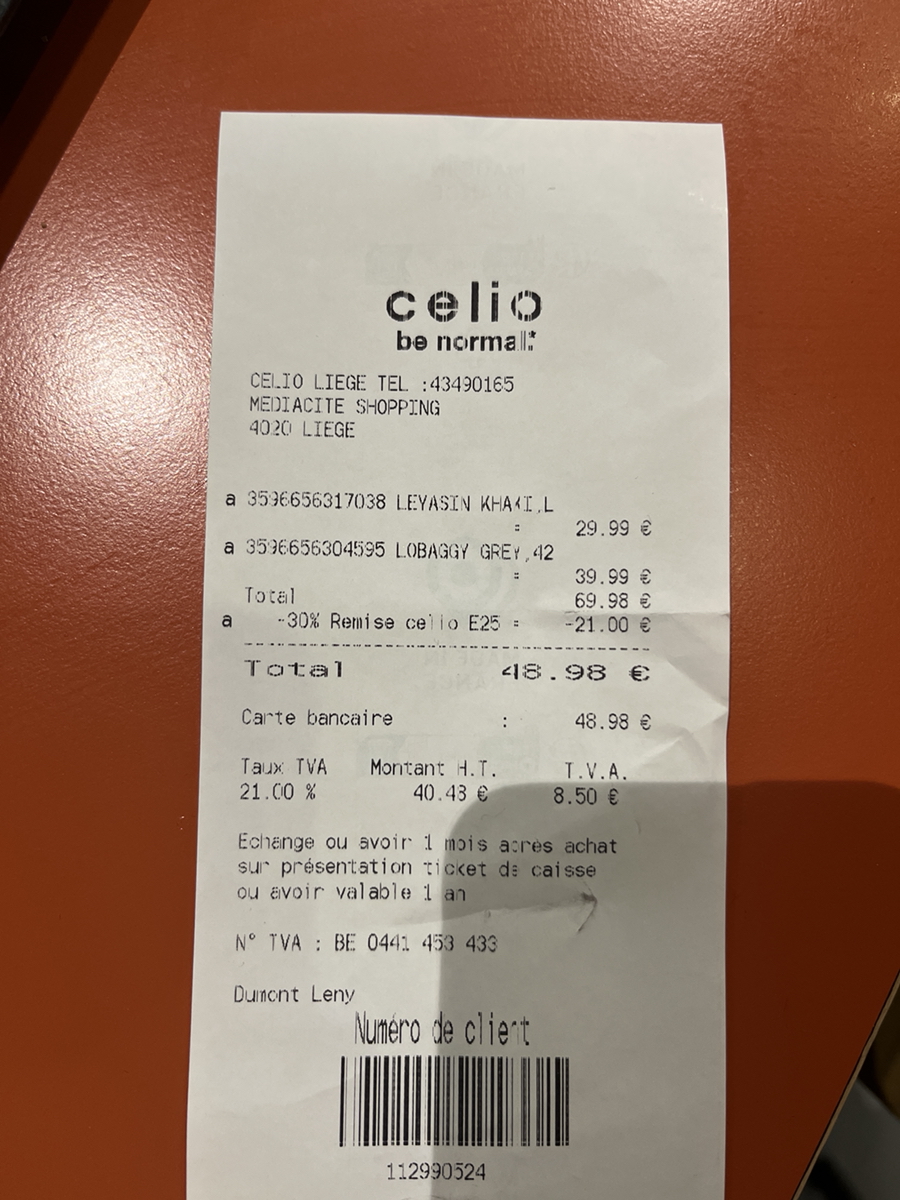 celio
be normal*
CELIO LIEGE TEL :43490165
MEDIACITE SHOPPING
4020 LIEGE
a 3596656317038 LEYASIN KHAKI,L
= 29.99 €
a 3596656304595 LOBAGGY GREY,42
= 39.99 €
Total 69.98 €
a -30% Remise celio E25 = -21.00 €
Total 48.98 €
Carte bancaire : 48.98 €
Taux TVA Montant H.T. T.V.A.
21.00 % 40.48 € 8.50 €
Echange ou avoir 1 mois après achat
sur présentation ticket de caisse
ou avoir valable 1 an
N° TVA : BE 0441 453 433
Dumont Leny
Numéro de client
112990524